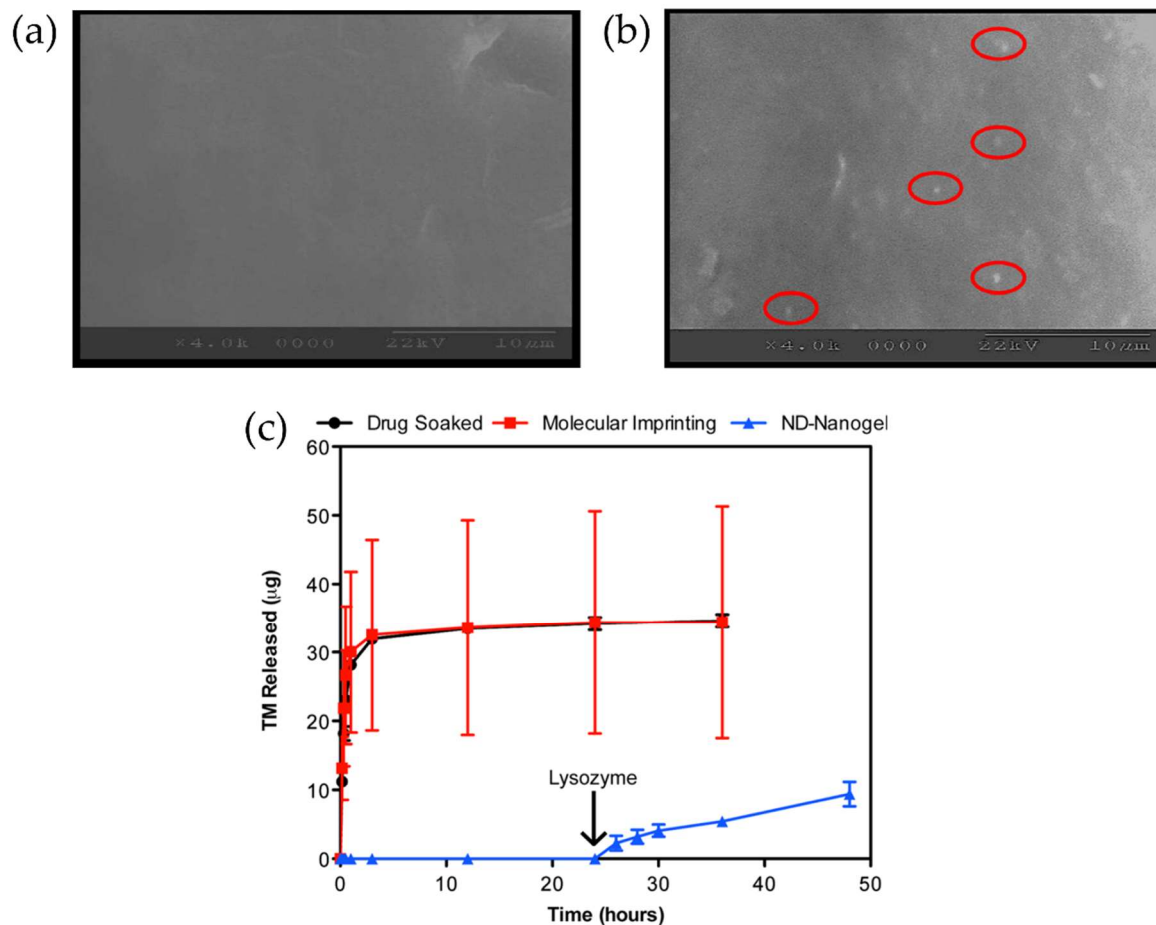 (a)
(b)
×4.0k 0000 22kV 10µm
×4.0k 0000 22kV 10µm
(c)
Drug Soaked Molecular Imprinting ND-Nanogel
60
50
40
30
20
10
0
TM Released (µg)
Lysozyme
0 10 20 30 40 50
Time (hours)